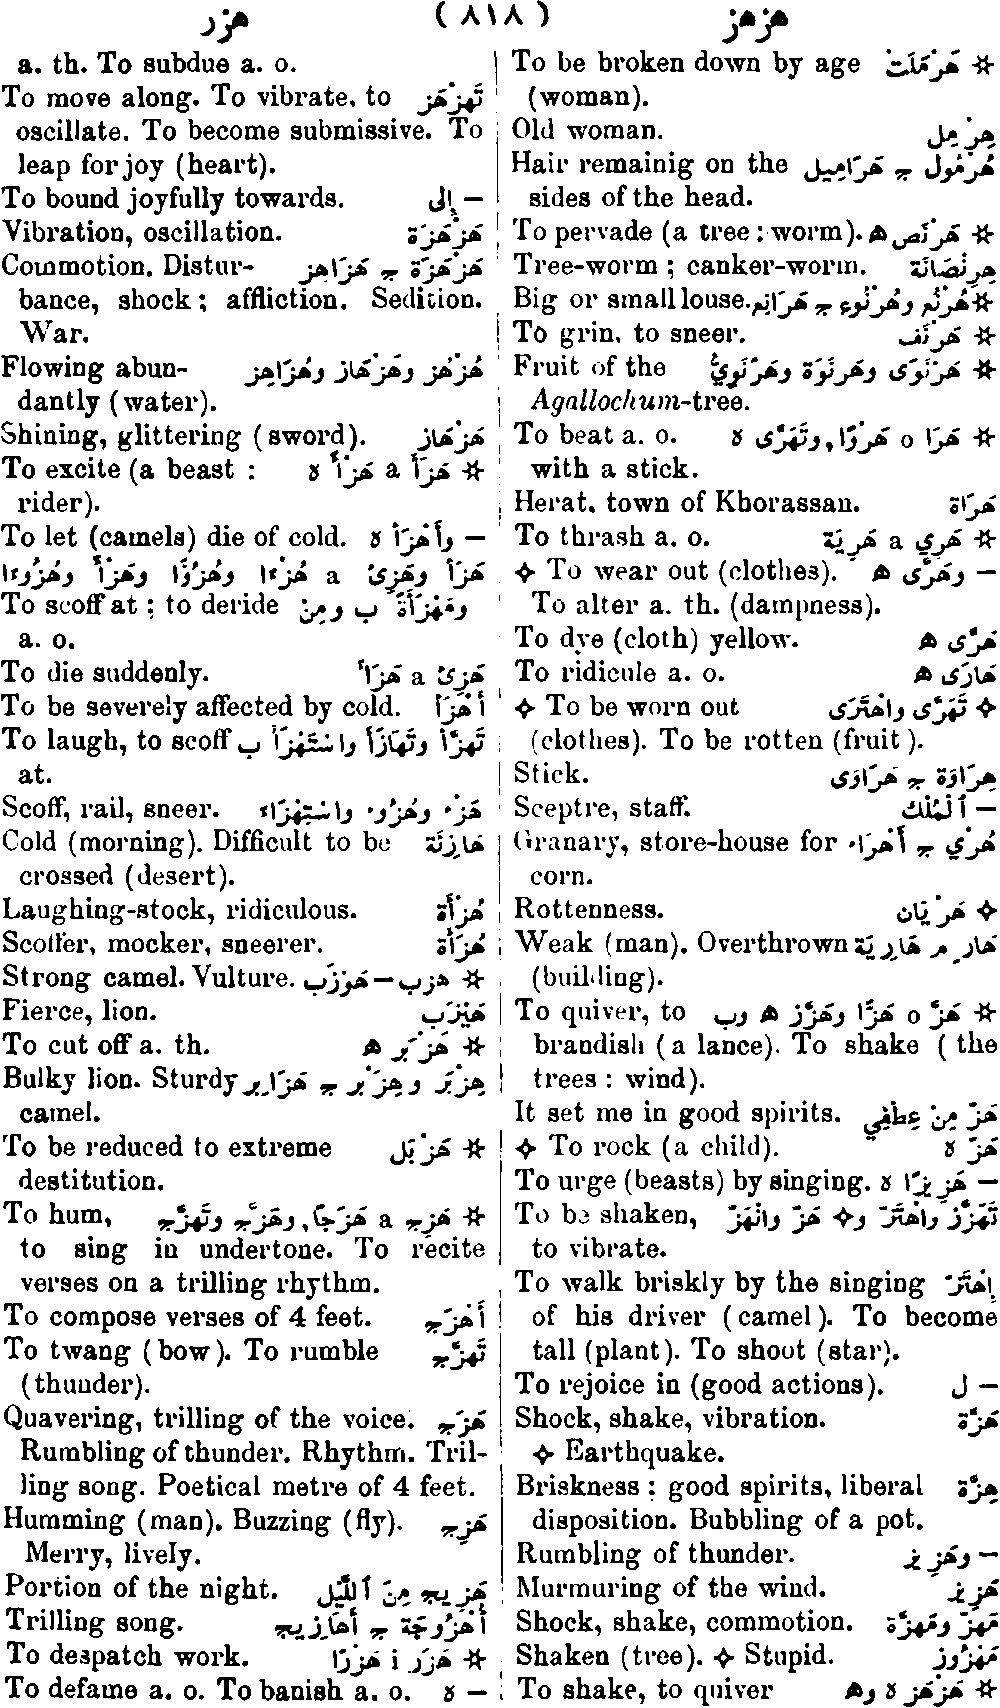 هزهز (٨١٨) هزر
To be broken down by age هَرْمَلَتْ ☆
(woman).
Old woman. هِرْمِل
Hair remainig on the هُرْمُول ج هَرَامِيل
sides of the head.
To pervade (a tree: worm). هَرْنَص ه ☆
Tree-worm; canker-worm. هِرِنْصَانَة
Big or small louse. هُرْنُم وهُرْنُوع ج هَرَانِم ☆
To grin, to sneer. هَرْنَف ☆
Fruit of the هَرْنَوَى وهَرْنَوَة وهَرْنَوِيّ ☆
Agallochum-tree.
To beat a. o. هَرَا o هَرْوًا, وتَهَرَّى ه ☆
with a stick.
Herat, town of Khorassan. هَرَاة
To thrash a. o. هَرِي a هَرِيَة ☆
✧ To wear out (clothes). وهَرَّى ه –
To alter a. th. (dampness).
To dye (cloth) yellow. هَرَّى ه
To ridicule a. o. هَارَى ه
✧ To be worn out تَهَرَّى واهْتَرَى ✧
(clothes). To be rotten (fruit).
Stick. هِرَاوَة ج هَرَاوَى
Sceptre, staff. ٱلْمُلْك –
Granary, store-house for هُرْي ج أَهْرَاء
corn.
Rottenness. هَرْيَان ✧
Weak (man). Overthrown هَارٍ م هَارِيَة
(building).
To quiver, to هَزَّ o هَزًّا وهَزَّز ه وب ☆
brandish (a lance). To shake (the
trees: wind).
It set me in good spirits. هَزَّ مِنْ عِطْفِي
✧ To rock (a child). هَزّ ه
To urge (beasts) by singing. هَزِيزًا ه –
To be shaken, تَهَزَّزَ واهْتَزَّ و✧ هَزّ وانْهَزّ
to vibrate.
To walk briskly by the singing إِهْتَزّ
of his driver (camel). To become
tall (plant). To shoot (star).
To rejoice in (good actions). ل –
Shock, shake, vibration. هَزَّة
✧ Earthquake.
Briskness: good spirits, liberal هِزَّة
disposition. Bubbling of a pot.
Rumbling of thunder. وهَزِيز –
Murmuring of the wind. هَزِيز
Shock, shake, commotion. مَهَزّ ومَهَزَّة
Shaken (tree). ✧ Stupid. مَهْزُوز
To shake, to quiver هَزْهَزَ ه وه ☆
a. th. To subdue a. o.
To move along. To vibrate, to تَهَزْهَزَ
oscillate. To become submissive. To
leap for joy (heart).
To bound joyfully towards. إِلى –
Vibration, oscillation. هَزْهَزَة
Commotion. Distur- هَزْهَزَة ج هَزَاهِز
bance, shock; affliction. Sedition.
War.
Flowing abun- هُزْهُز وهَزْهَاز وهُزَاهِز
dantly (water).
Shining, glittering (sword). هَزْهَاز
To excite (a beast: هَزَأَ a هَزْأً ه ☆
rider).
To let (camels) die of cold. وأَهْزَأَ ه –
هَزَأَ وهَزِئَ a هُزْءًا وهُزُؤًا وهَزْأً وهُزُوءًا
To scoff at; to deride ومَهْزَأَةً ب ومِنْ
a. o.
To die suddenly. هَزِئَ a هَزَأً
To be severely affected by cold. أَهْزَأَ
To laugh, to scoff تَهَزَّأَ وتَهَازَأَ واسْتَهْزَأَ ب
at.
Scoff, rail, sneer. هَزْء وهُزُوء واسْتِهْزَاء
Cold (morning). Difficult to be هَازِئَة
crossed (desert).
Laughing-stock, ridiculous. هُزْأَة
Scoffer, mocker, sneerer. هُزَأَة
Strong camel. Vulture. هزب – هَوْزَب ☆
Fierce, lion. هَيْزَب
To cut off a. th. هَزْبَر ه ☆
Bulky lion. Sturdy هِزَبْر وهِزَبْر ج هَزَابِر
camel.
To be reduced to extreme هَزْبَل ☆
destitution.
To hum, هَزِج a هَزَجًا, وهَزَّج وتَهَزَّج ☆
to sing in undertone. To recite
verses on a trilling rhythm.
To compose verses of 4 feet. أَهْزَج
To twang (bow). To rumble تَهَزَّج
(thunder).
Quavering, trilling of the voice. هَزَج
Rumbling of thunder. Rhythm. Tril-
ling song. Poetical metre of 4 feet.
Humming (man). Buzzing (fly). هَزِج
Merry, lively.
Portion of the night. هَزِيج مِنَ ٱللَّيْل
Trilling song. أُهْزُوجَة ج أَهَازِيج
To despatch work. هَزَر i هَزْرًا ☆
To defame a. o. To banish a. o. ه –